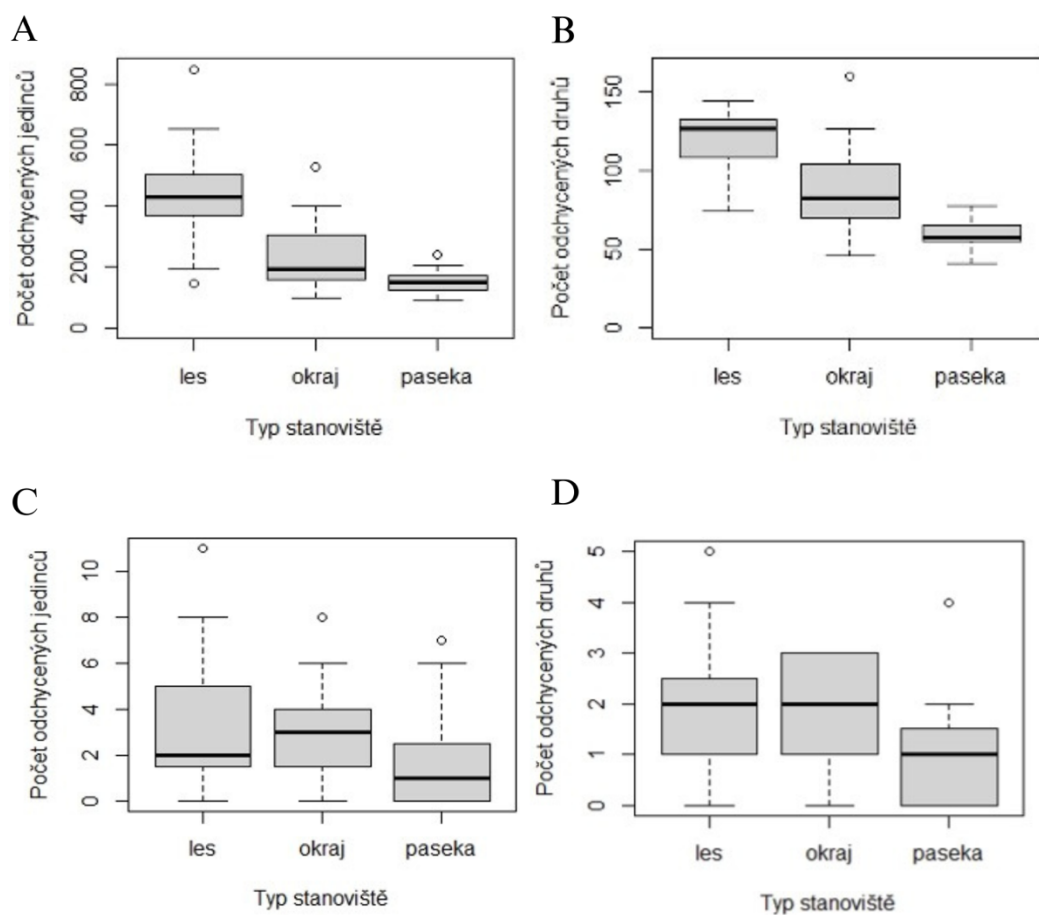 A
Počet odchycených jedinců
800
600
400
200
0
les okraj paseka
Typ stanoviště
B
Počet odchycených druhů
150
100
50
0
les okraj paseka
Typ stanoviště
C
Počet odchycených jedinců
10
8
6
4
2
0
les okraj paseka
Typ stanoviště
D
Počet odchycených druhů
5
4
3
2
1
0
les okraj paseka
Typ stanoviště